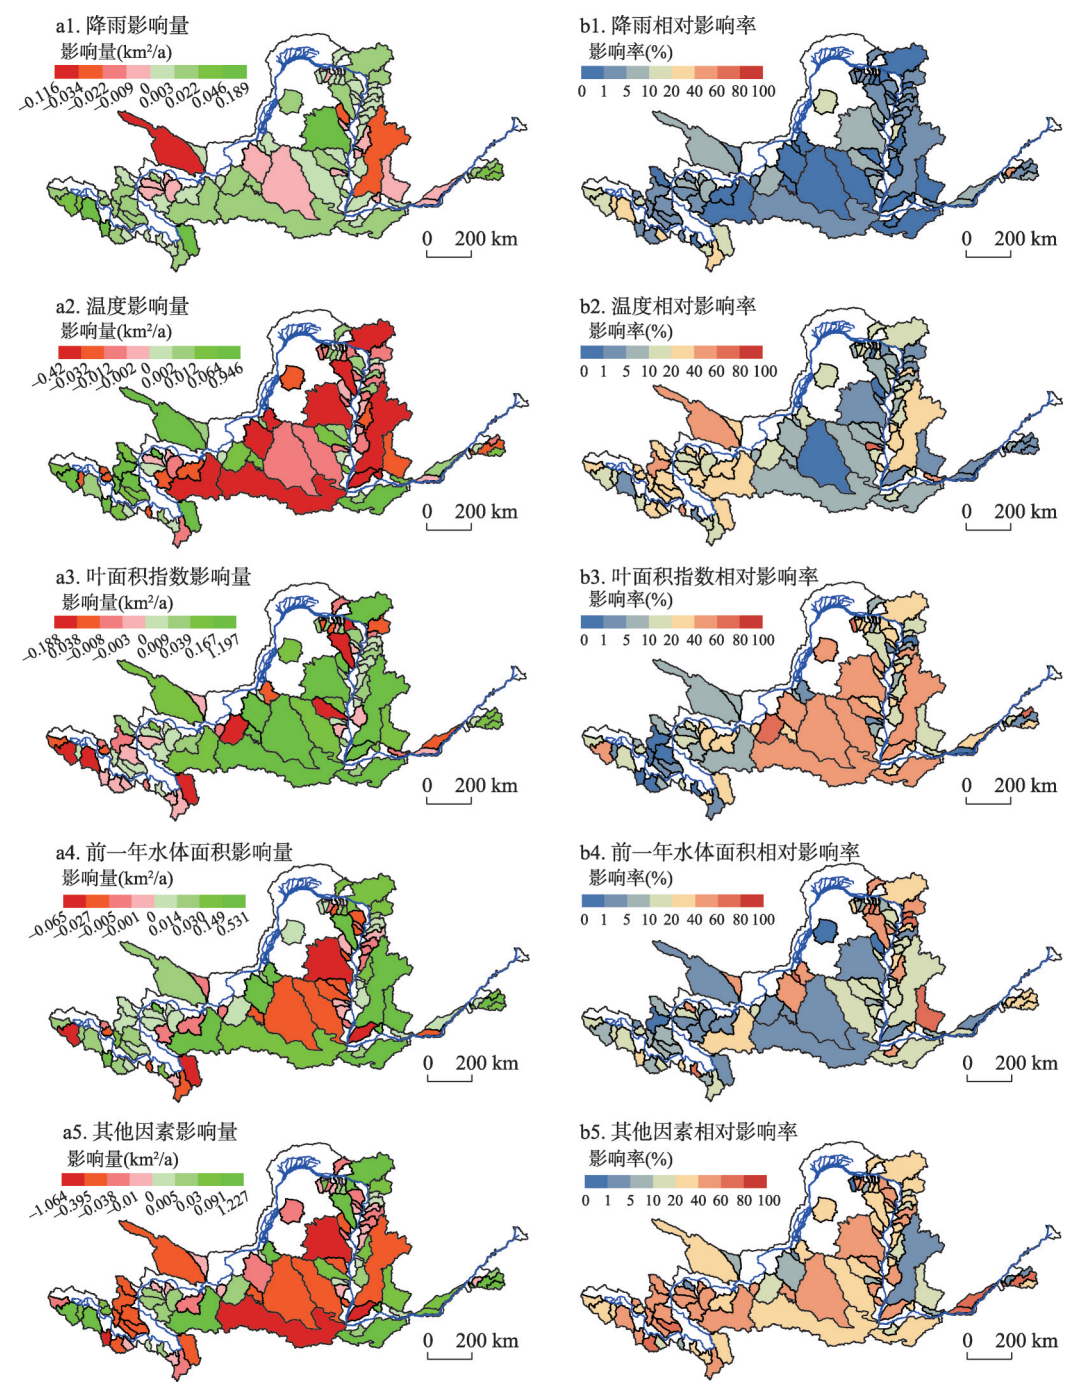 a1. 降雨影响量
影响量(km²/a)
-0.116 -0.034 -0.022 -0.009 0 0.003 0.022 0.046 0.189
0 200 km
b1. 降雨相对影响率
影响率(%)
0 1 5 10 20 40 60 80 100
0 200 km
a2. 温度影响量
影响量(km²/a)
-0.42 -0.032 -0.012 -0.002 0 0.002 0.012 0.064 0.946
0 200 km
b2. 温度相对影响率
影响率(%)
0 1 5 10 20 40 60 80 100
0 200 km
a3. 叶面积指数影响量
影响量(km²/a)
-0.188 0.038 -0.008 -0.003 0 0.009 0.039 0.167 1.197
0 200 km
b3. 叶面积指数相对影响率
影响率(%)
0 1 5 10 20 40 60 80 100
0 200 km
a4. 前一年水体面积影响量
影响量(km²/a)
-0.065 -0.027 -0.005 -0.001 0 0.014 0.030 0.149 0.531
0 200 km
b4. 前一年水体面积相对影响率
影响率(%)
0 1 5 10 20 40 60 80 100
0 200 km
a5. 其他因素影响量
影响量(km²/a)
-1.064 -0.395 -0.038 -0.01 0 0.005 0.03 0.091 1.227
0 200 km
b5. 其他因素相对影响率
影响率(%)
0 1 5 10 20 40 60 80 100
0 200 km